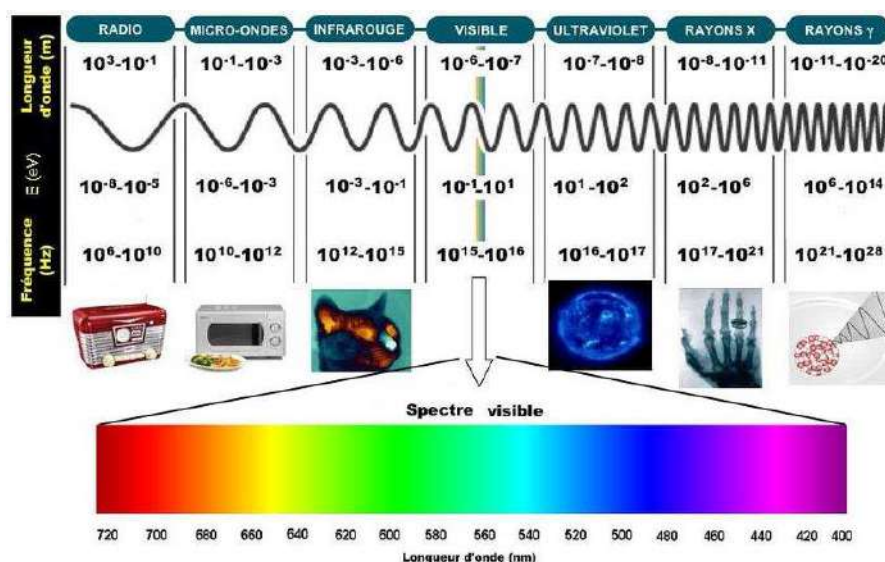 RADIO MICRO-ONDES INFRAROUGE VISIBLE ULTRAVIOLET RAYONS X RAYONS γ
Longueur
d'onde (m)
10³-10⁻¹ 10⁻¹-10⁻³ 10⁻³-10⁻⁶ 10⁻⁶-10⁻⁷ 10⁻⁷-10⁻⁸ 10⁻⁸-10⁻¹¹ 10⁻¹¹-10⁻²⁰
E (eV)
10⁻⁸-10⁻⁵ 10⁻⁶-10⁻³ 10⁻³-10⁻¹ 10⁻¹-10¹ 10¹-10² 10²-10⁶ 10⁶-10¹⁴
Fréquence
(Hz)
10⁶-10¹⁰ 10¹⁰-10¹² 10¹²-10¹⁵ 10¹⁵-10¹⁶ 10¹⁶-10¹⁷ 10¹⁷-10²¹ 10²¹-10²⁸
Spectre visible
720 700 680 660 640 620 600 580 560 540 520 500 490 460 440 420 400
Longueur d'onde (nm)